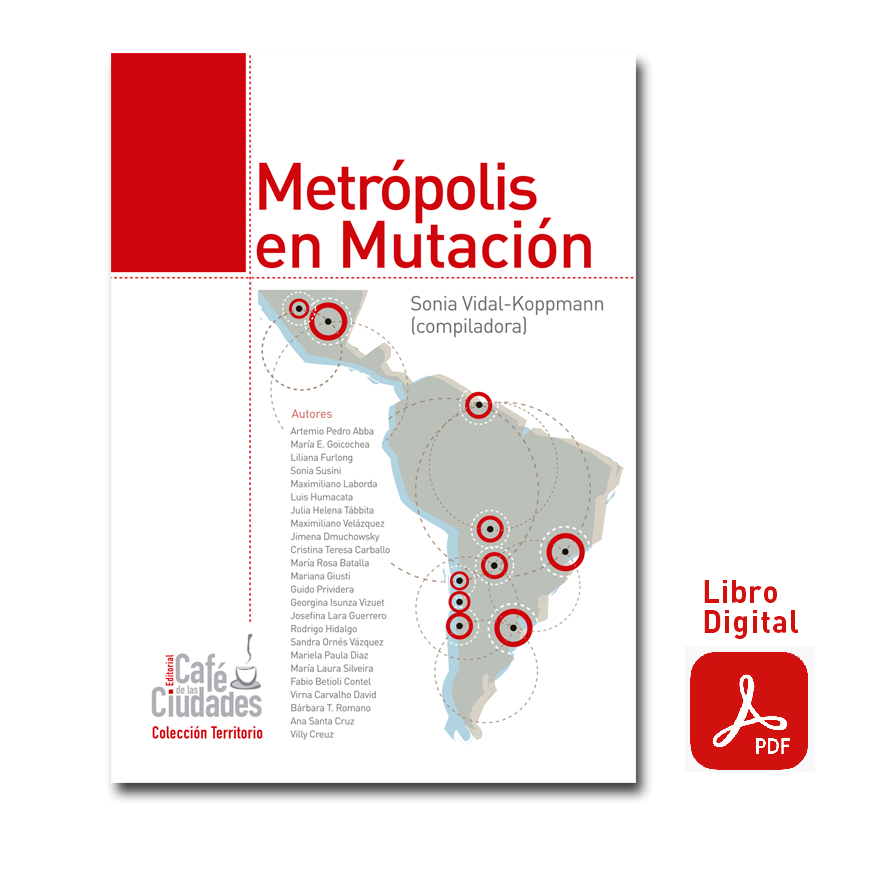 Metrópolis
en Mutación
Sonia Vidal-Koppmann
(compiladora)
Autores
Artemio Pedro Abba
María E. Goicochea
Liliana Furlong
Sonia Susini
Maximiliano Laborda
Luis Humacata
Julia Helena Tábbita
Maximiliano Velázquez
Jimena Dmuchowsky
Cristina Teresa Carballo
María Rosa Batalla
Mariana Giusti
Guido Prividera
Georgina Isunza Vizuet
Josefina Lara Guerrero
Rodrigo Hidalgo
Sandra Ornés Vázquez
Mariela Paula Diaz
María Laura Silveira
Fabio Betioli Contel
Virna Carvalho David
Bárbara T. Romano
Ana Santa Cruz
Villy Creuz
Editorial
Café
de las
Ciudades
Colección Territorio
Libro
Digital
PDF